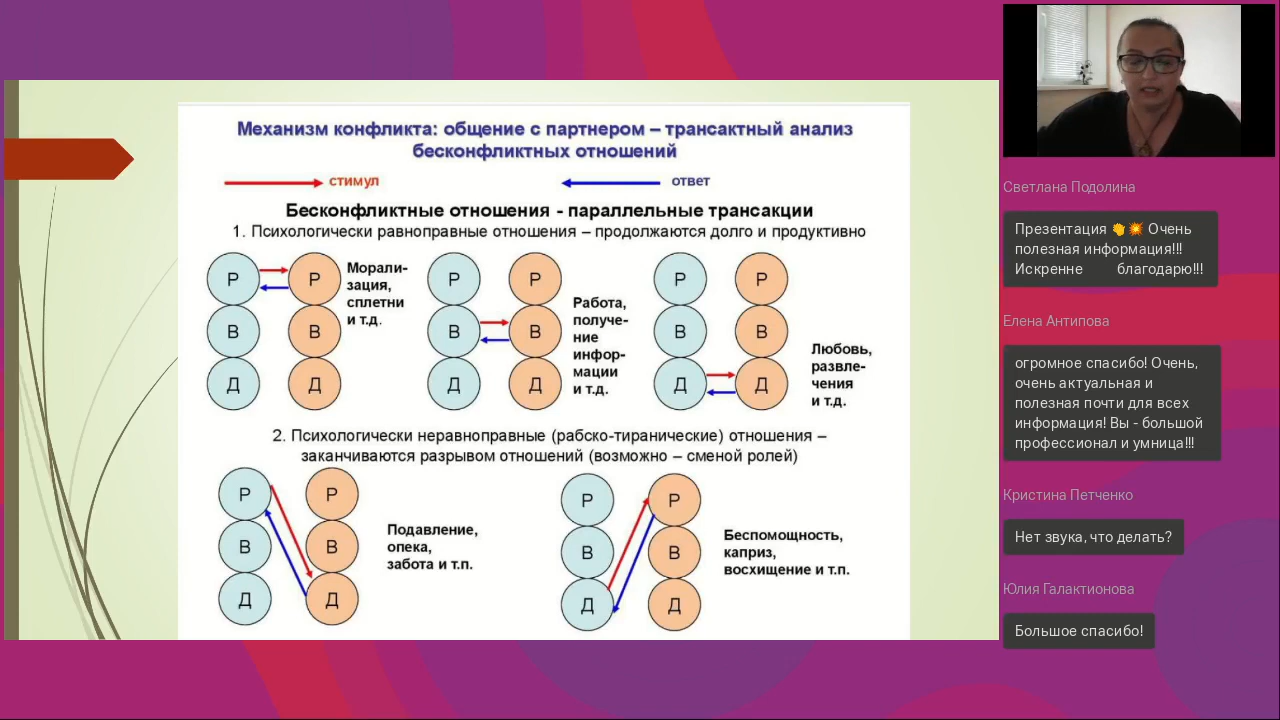 Механизм конфликта: общение с партнером – трансактный анализ
бесконфликтных отношений
стимул
ответ
Бесконфликтные отношения - параллельные трансакции
1. Психологически равноправные отношения – продолжаются долго и продуктивно
Р Р
В В
Д Д
Морали-
зация,
сплетни
и т.д.
Р Р
В В
Д Д
Работа,
получе-
ние
инфор-
мации
и т.д.
Р Р
В В
Д Д
Любовь,
развле-
чения
и т.д.
2. Психологически неравноправные (рабско-тиранические) отношения –
заканчиваются разрывом отношений (возможно – сменой ролей)
Р Р
В В
Д Д
Подавление,
опека,
забота и т.п.
Р Р
В В
Д Д
Беспомощность,
каприз,
восхищение и т.п.
Светлана Подолина
Презентация 👏💥 Очень
полезная информация!!!
Искренне благодарю!!!
Елена Антипова
огромное спасибо! Очень,
очень актуальная и
полезная почти для всех
информация! Вы - большой
профессионал и умница!!!
Кристина Петченко
Нет звука, что делать?
Юлия Галактионова
Большое спасибо!